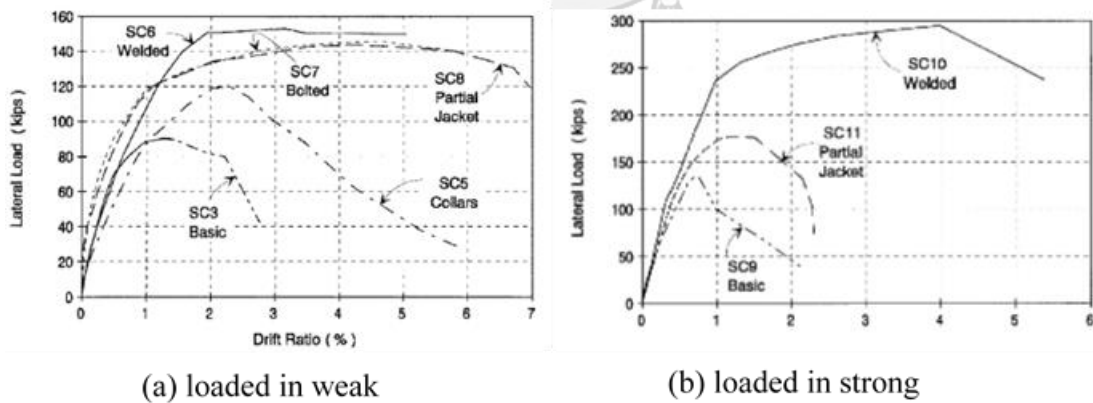 160
140
120
100
80
60
40
20
0
Lateral Load (kips)
SC6
Welded
SC7
Bolted
SC8
Partial
Jacket
SC5
Collars
SC3
Basic
0 1 2 3 4 5 6 7
Drift Ratio (%)
(a) loaded in weak
300
250
200
150
100
50
0
Lateral Load (kips)
SC10
Welded
SC11
Partial
Jacket
SC9
Basic
0 1 2 3 4 5 6
(b) loaded in strong